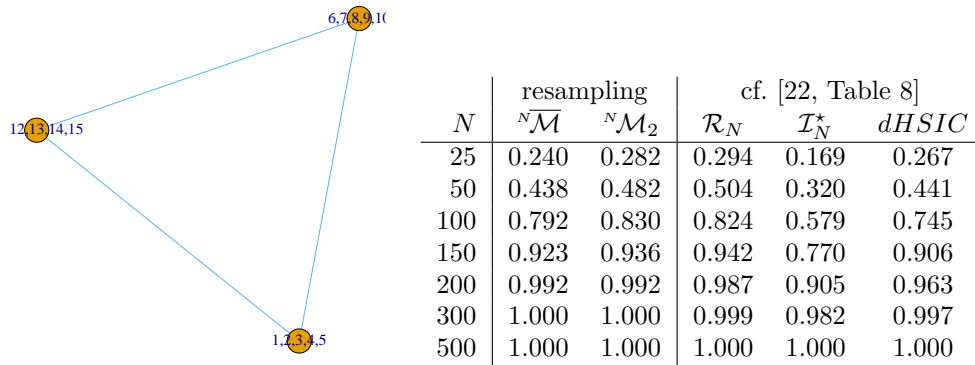 6,7,8,9,10
12,13,14,15
1,2,3,4,5
resampling cf. [22, Table 8]
N $^{N}\overline{\mathcal{M}}$ $^{N}\mathcal{M}_2$ $\mathcal{R}_N$ $\mathcal{I}_N^{\star}$ dHSIC
25 0.240 0.282 0.294 0.169 0.267
50 0.438 0.482 0.504 0.320 0.441
100 0.792 0.830 0.824 0.579 0.745
150 0.923 0.936 0.942 0.770 0.906
200 0.992 0.992 0.987 0.905 0.963
300 1.000 1.000 0.999 0.982 0.997
500 1.000 1.000 1.000 1.000 1.000